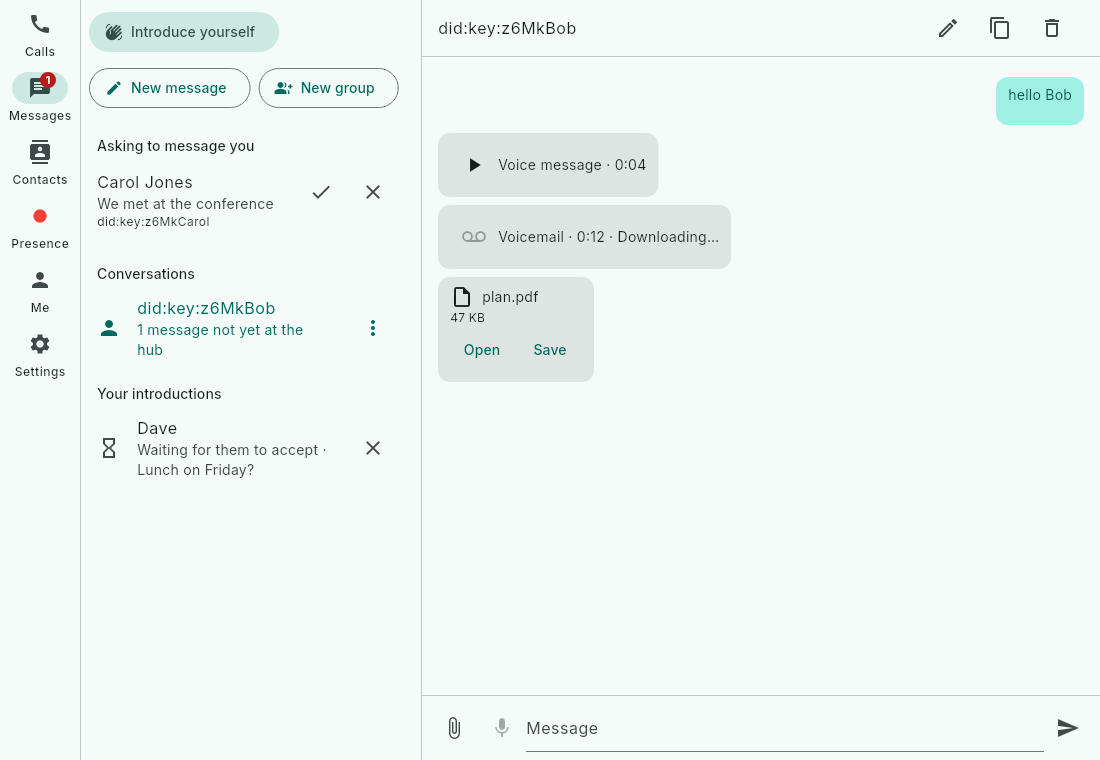 Calls
1
Messages
Contacts
Presence
Me
Settings
Introduce yourself
New message
New group
Asking to message you
Carol Jones
We met at the conference
did:key:z6MkCarol
Conversations
did:key:z6MkBob
1 message not yet at the
hub
Your introductions
Dave
Waiting for them to accept ·
Lunch on Friday?
did:key:z6MkBob
hello Bob
Voice message · 0:04
Voicemail · 0:12 · Downloading…
plan.pdf
47 KB
Open
Save
Message